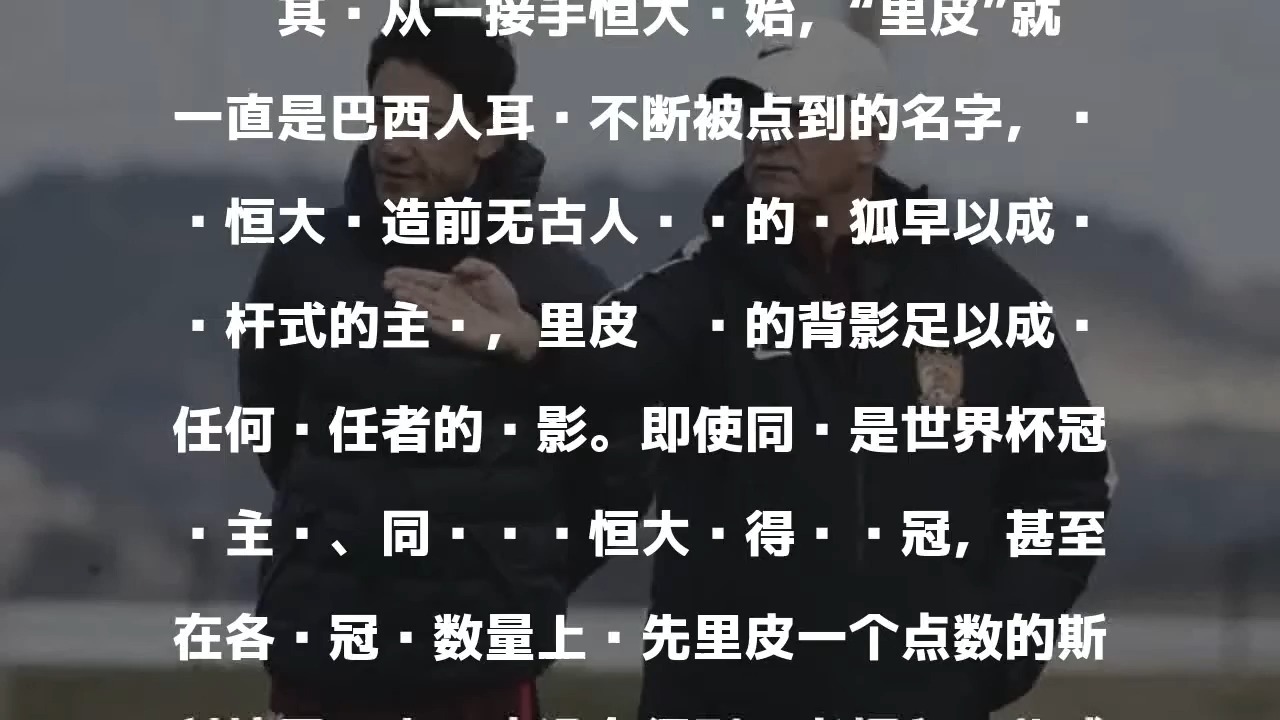 其·从一接手恒大·始，“里皮”就
一直是巴西人耳·不断被点到的名字，·
·恒大·造前无古人··的·狐早以成·
·杆式的主·，里皮　·的背影足以成·
任何·任者的·影。即使同·是世界杯冠
·主·、同···恒大·得··冠，甚至
在各·冠·数量上·先里皮一个点数的斯